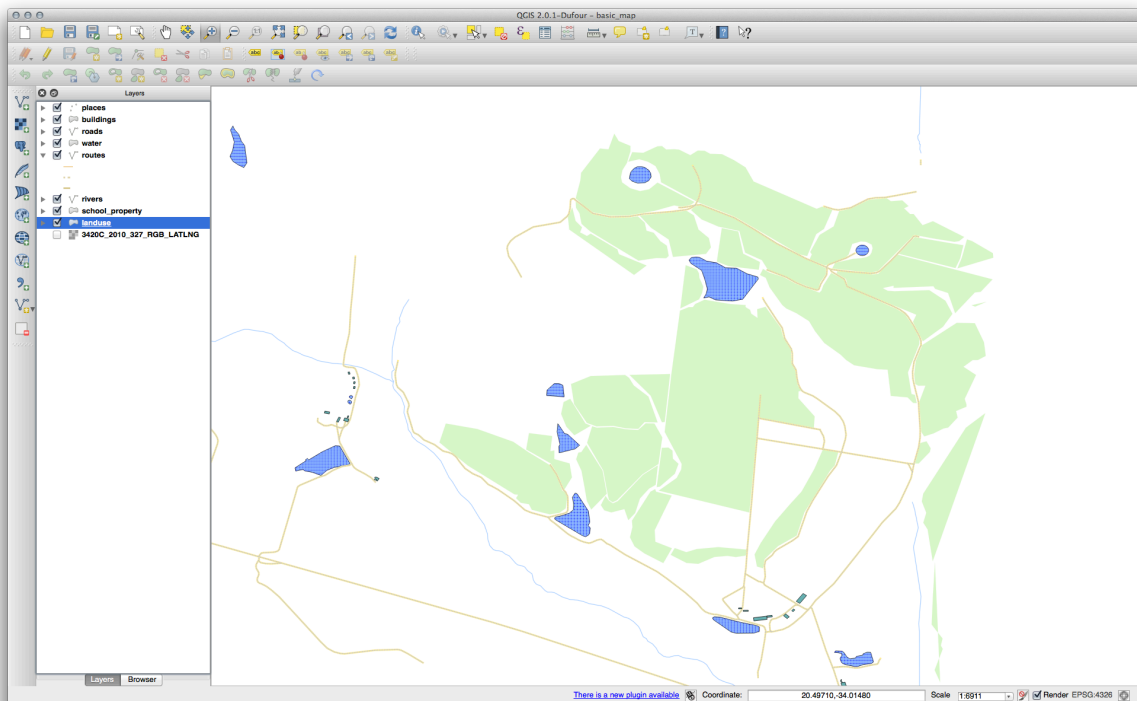 QGIS 2.0.1-Dufour - basic_map
Layers
places
buildings
roads
water
routes
rivers
school_property
landuse
3420C_2010_327_RGB_LATLNG
Layers
Browser
There is a new plugin available
Coordinate:
20.49710,-34.01480
Scale
1:6911
Render
EPSG:4326